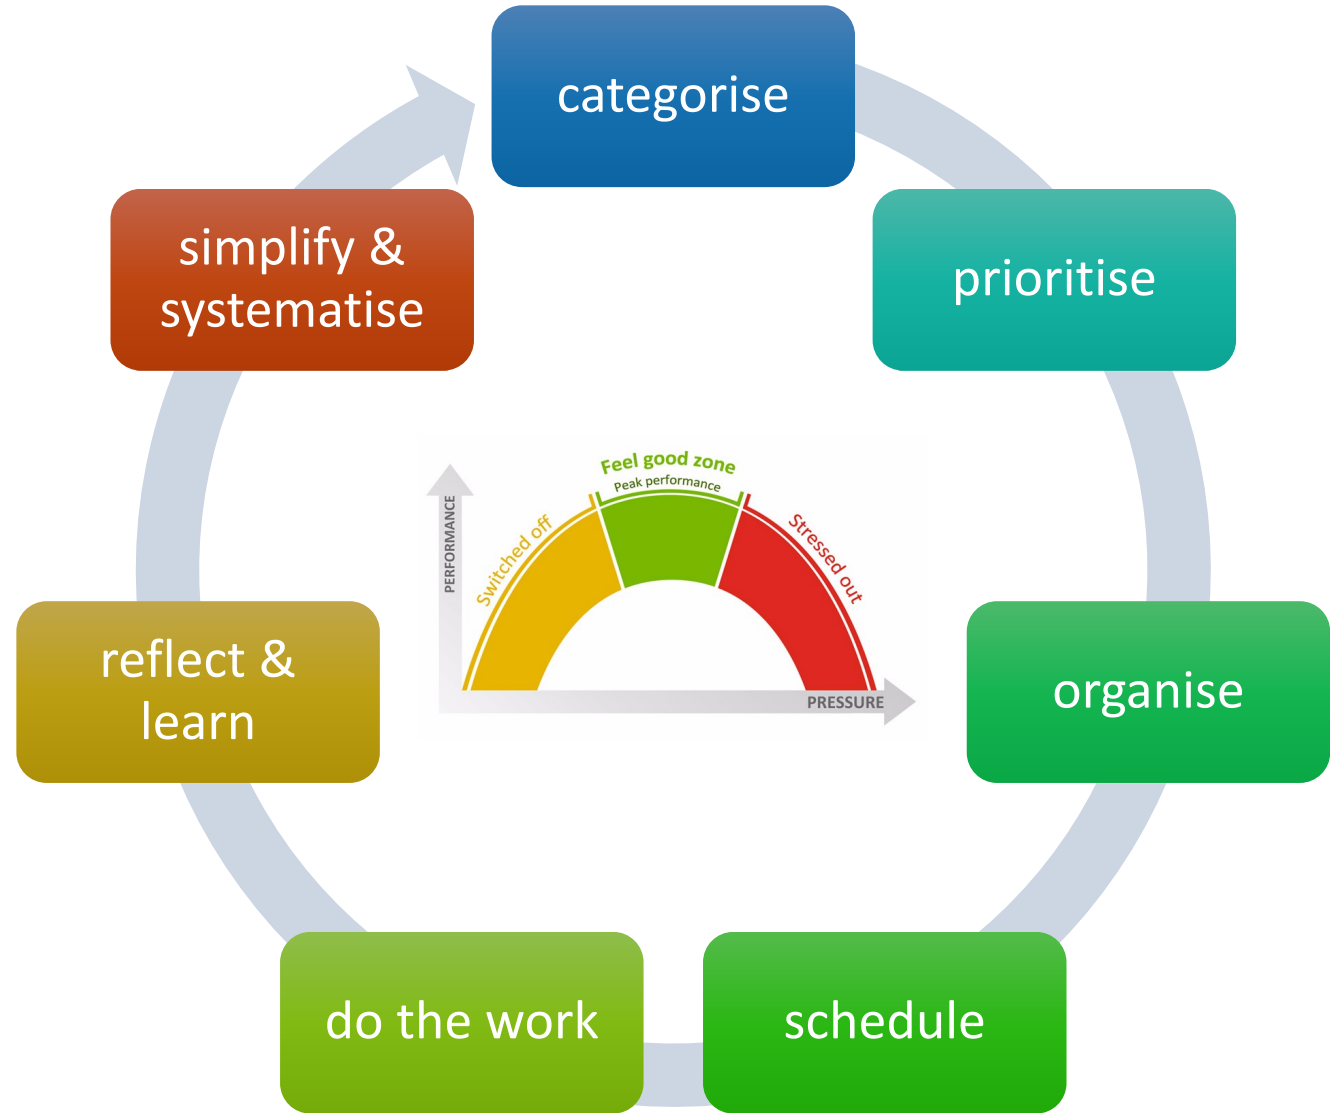 categorise
prioritise
organise
schedule
do the work
reflect &
learn
simplify &
systematise
Feel good zone
Peak performance
Switched off
Stressed out
PERFORMANCE
PRESSURE